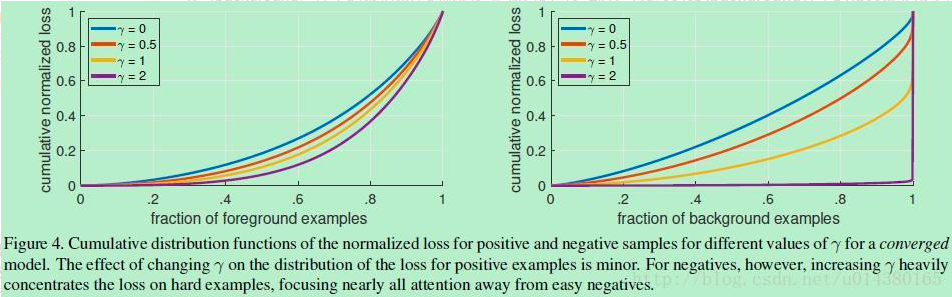 cumulative normalized loss
1
0.8
0.6
0.4
0.2
0
γ = 0
γ = 0.5
γ = 1
γ = 2
0 .2 .4 .6 .8 1
fraction of foreground examples
cumulative normalized loss
1
0.8
0.6
0.4
0.2
0
γ = 0
γ = 0.5
γ = 1
γ = 2
0 .2 .4 .6 .8 1
fraction of background examples
Figure 4. Cumulative distribution functions of the normalized loss for positive and negative samples for different values of γ for a converged
model. The effect of changing γ on the distribution of the loss for positive examples is minor. For negatives, however, increasing γ heavily
concentrates the loss on hard examples, focusing nearly all attention away from easy negatives.